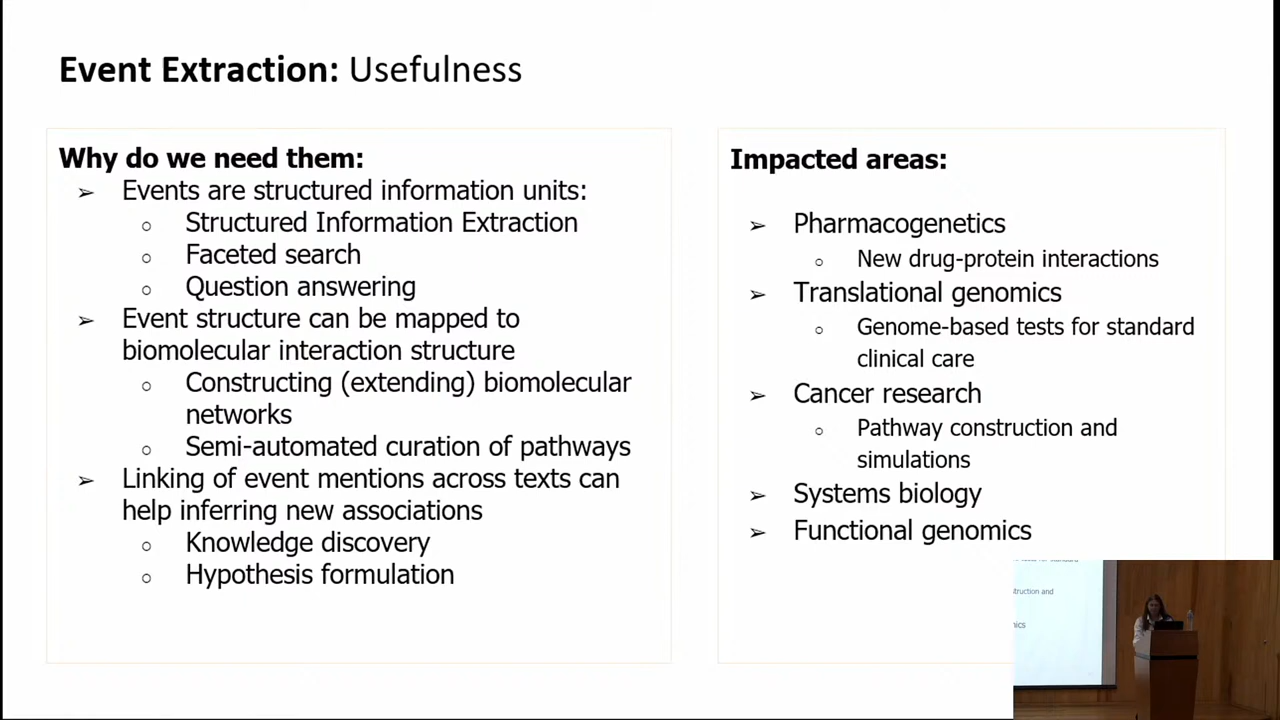 Event Extraction: Usefulness
Why do we need them:
➢ Events are structured information units:
○ Structured Information Extraction
○ Faceted search
○ Question answering
➢ Event structure can be mapped to
biomolecular interaction structure
○ Constructing (extending) biomolecular
networks
○ Semi-automated curation of pathways
➢ Linking of event mentions across texts can
help inferring new associations
○ Knowledge discovery
○ Hypothesis formulation
Impacted areas:
➢ Pharmacogenetics
○ New drug-protein interactions
➢ Translational genomics
○ Genome-based tests for standard
clinical care
➢ Cancer research
○ Pathway construction and
simulations
➢ Systems biology
➢ Functional genomics
struction and
mics